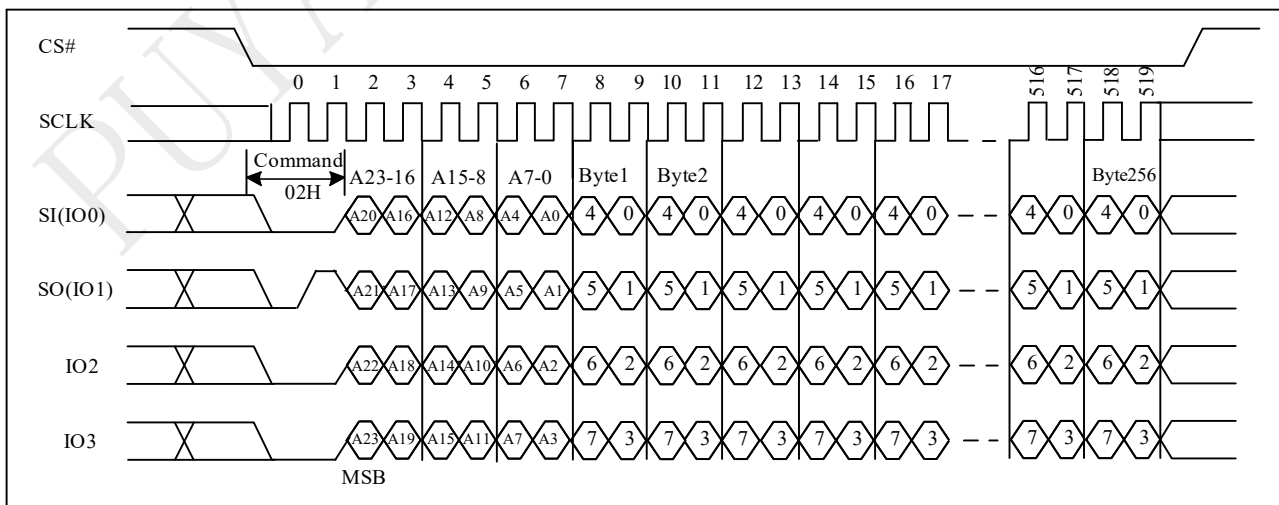 PUYA
CS#
0 1 2 3 4 5 6 7 8 9 10 11 12 13 14 15 16 17 516 517 518 519
SCLK
Command
02H
A23-16 A15-8 A7-0 Byte1 Byte2 Byte256
SI(IO0) A20 A16 A12 A8 A4 A0 4 0 4 0 4 0 4 0 4 0 4 0 4 0
SO(IO1) A21 A17 A13 A9 A5 A1 5 1 5 1 5 1 5 1 5 1 5 1 5 1
IO2 A22 A18 A14 A10 A6 A2 6 2 6 2 6 2 6 2 6 2 6 2 6 2
IO3 A23 A19 A15 A11 A7 A3 7 3 7 3 7 3 7 3 7 3 7 3 7 3
MSB